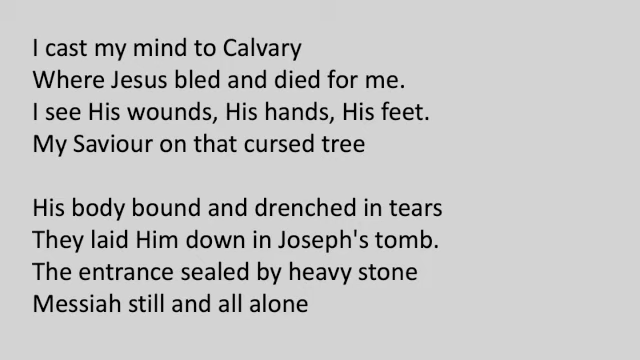 I cast my mind to Calvary
Where Jesus bled and died for me.
I see His wounds, His hands, His feet.
My Saviour on that cursed tree
His body bound and drenched in tears
They laid Him down in Joseph's tomb.
The entrance sealed by heavy stone
Messiah still and all alone